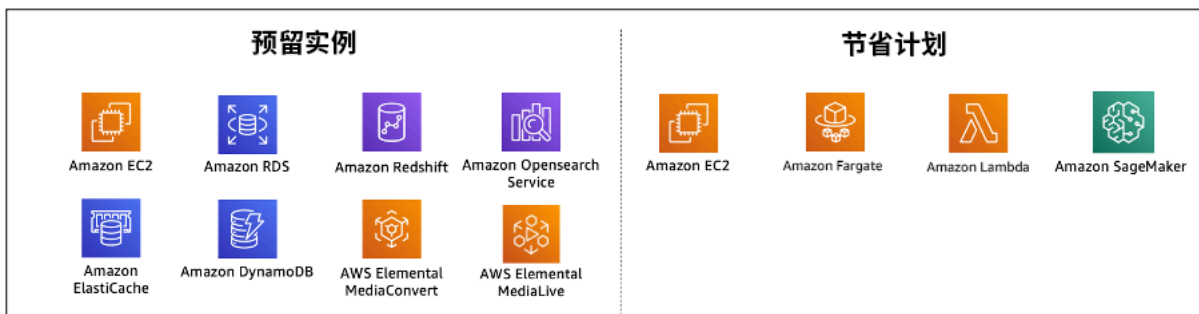 预留实例
节省计划
Amazon EC2
Amazon RDS
Amazon Redshift
Amazon Opensearch
Service
Amazon EC2
Amazon Fargate
Amazon Lambda
Amazon SageMaker
Amazon
ElastiCache
Amazon DynamoDB
AWS Elemental
MediaConvert
AWS Elemental
MediaLive